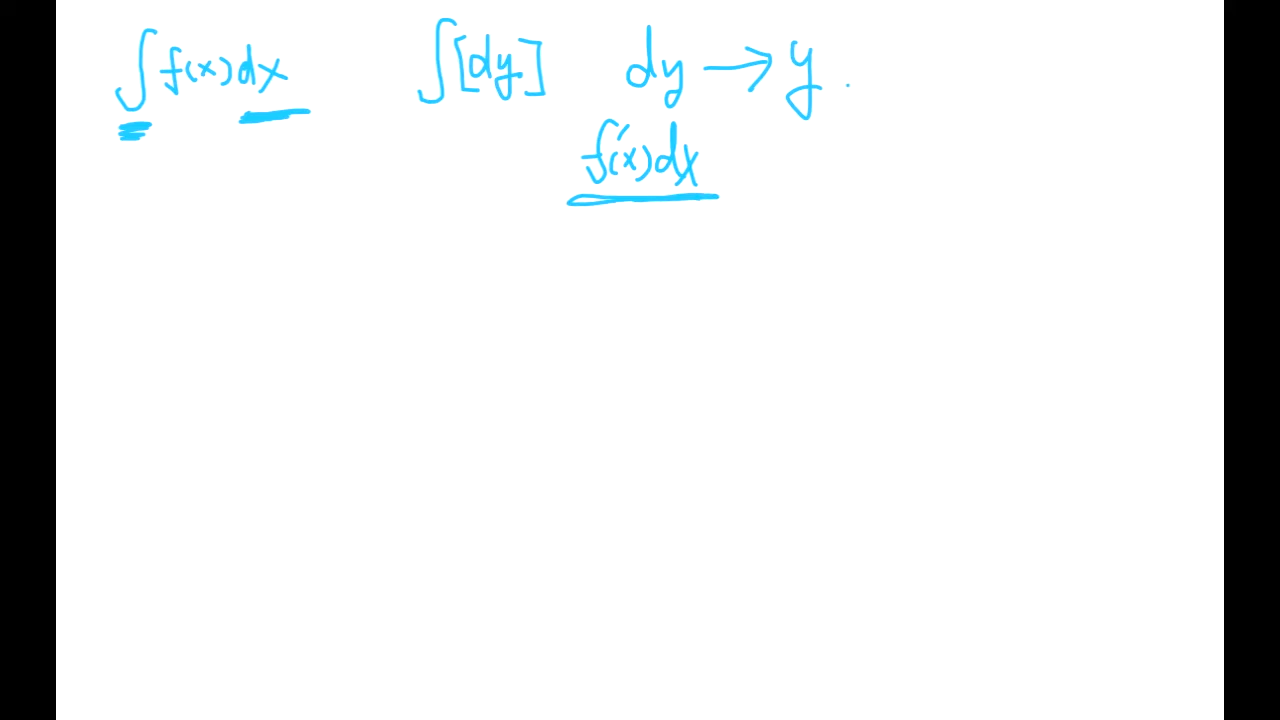 ∫ f(x) dx   ∫ [dy]   dy → y .
f'(x) dx